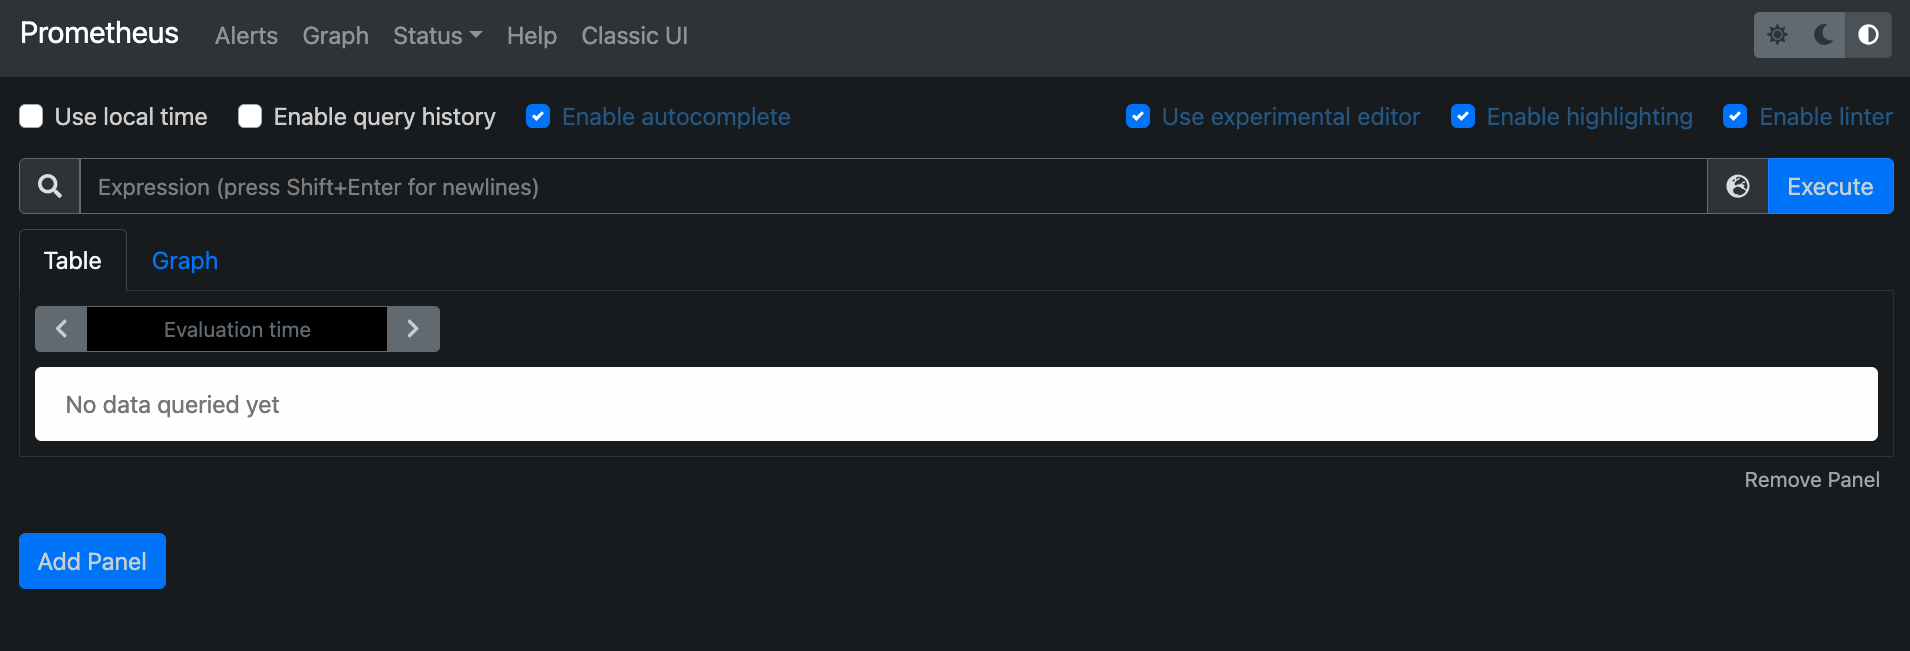 Prometheus Alerts Graph Status Help Classic UI
Use local time Enable query history Enable autocomplete Use experimental editor Enable highlighting Enable linter
Expression (press Shift+Enter for newlines) Execute
Table Graph
Evaluation time
No data queried yet
Remove Panel
Add Panel